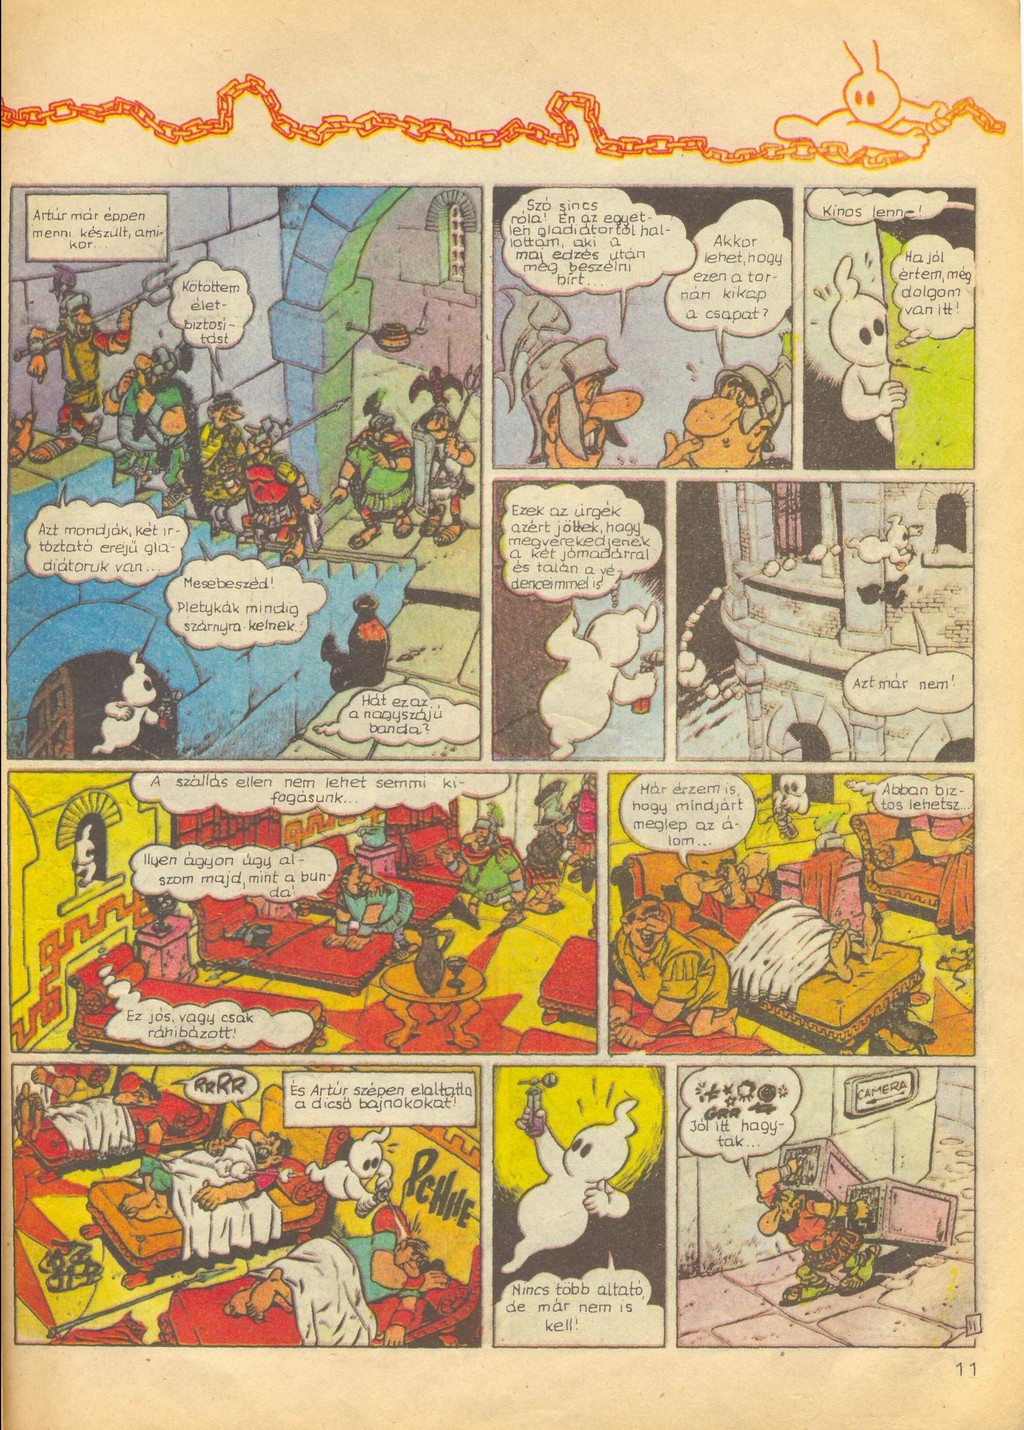 Artúr már éppen
menni készült, ami-
kor...
Kötöttem
élet-
biztosí-
tást
Azt mondják, két ir-
tóztató erejű gla-
diátoruk van...
Mesebeszéd!
Pletykák mindig
szárnyra kelnek.
Hát ez az
a nagyszájú
banda?
Szó sincs
róla! Én az egyet-
len gladiátortól hal-
lottam, aki a
mai edzés után
még beszélni
bírt...
Akkor
lehet, hogy
ezen a tor-
nán kikap
a csapat?
Kínos lenne!
Ha jól
értem, még
dolgom
van itt!
Ezek az ürgék
azért jöttek, hogy
megverekedjenek
a két jómadárral
és talán a vé-
denceimmel is!
Azt már nem!
A szállás ellen nem lehet semmi ki-
fogásunk...
Ilyen ágyon úgy al-
szom majd, mint a bun-
da!
Ez jós, vagy csak
ráhibázott!
Már érzem is,
hogy mindjárt
meglep az á-
lom...
Abban biz-
tos lehetsz...
RRRR
És Artúr szépen elaltatta
a dicső bajnokokat!
PCHHE
Nincs több altató,
de már nem is
kell!
GRR
Jól itt hagy-
tak...
CAMERA
11
11